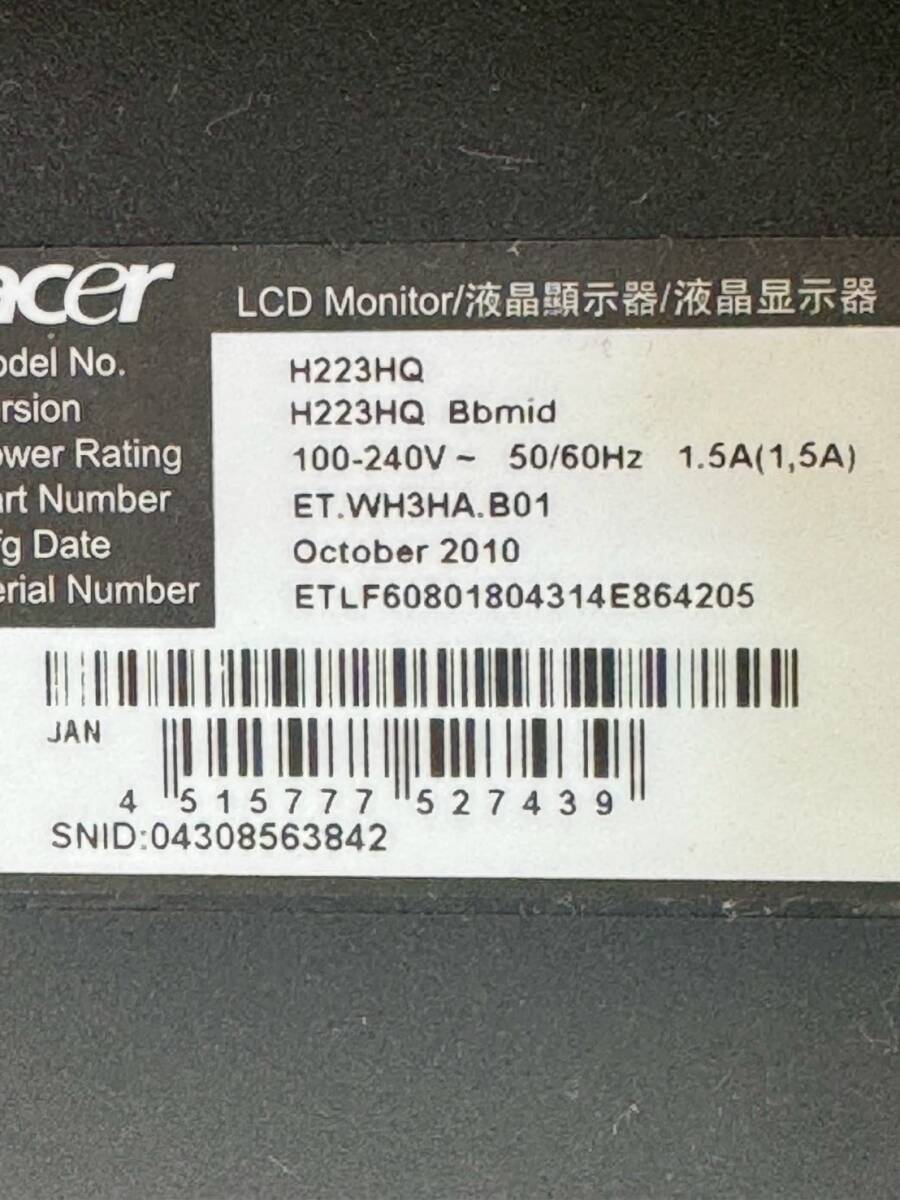 acer LCD Monitor/液晶顯示器/液晶显示器
odel No. H223HQ
rsion H223HQ Bbmid
ower Rating 100-240V ~ 50/60Hz 1.5A(1,5A)
art Number ET.WH3HA.B01
fg Date October 2010
erial Number ETLF60801804314E864205
JAN
4 515777 527439
SNID:04308563842